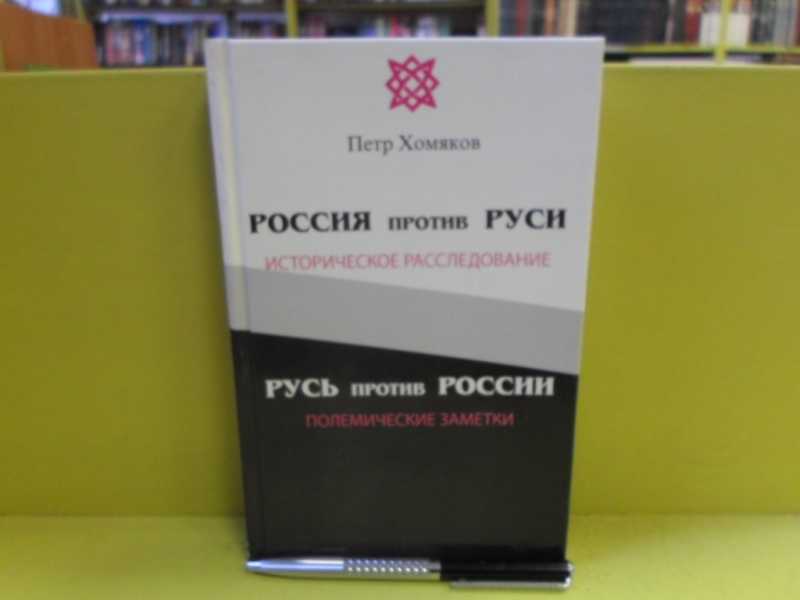 Петр Хомяков
РОССИЯ ПРОТИВ РУСИ
ИСТОРИЧЕСКОЕ РАССЛЕДОВАНИЕ
РУСЬ ПРОТИВ РОССИИ
ПОЛЕМИЧЕСКИЕ ЗАМЕТКИ